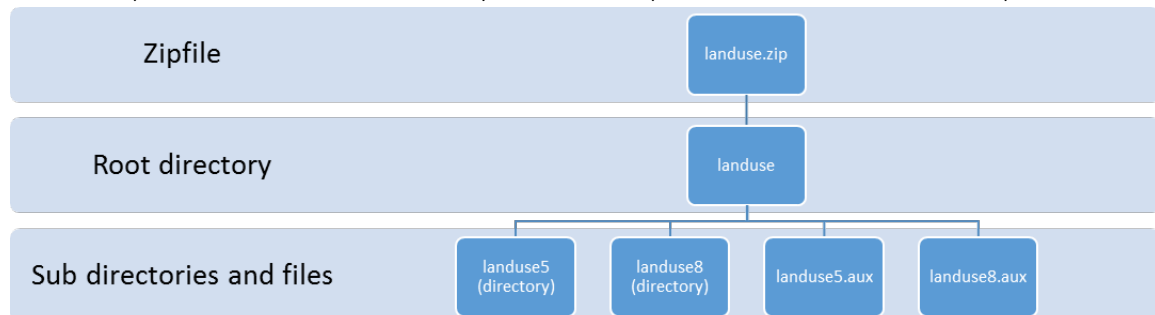 Zipfile
landuse.zip
Root directory
landuse
Sub directories and files
landuse5
(directory)
landuse8
(directory)
landuse5.aux
landuse8.aux